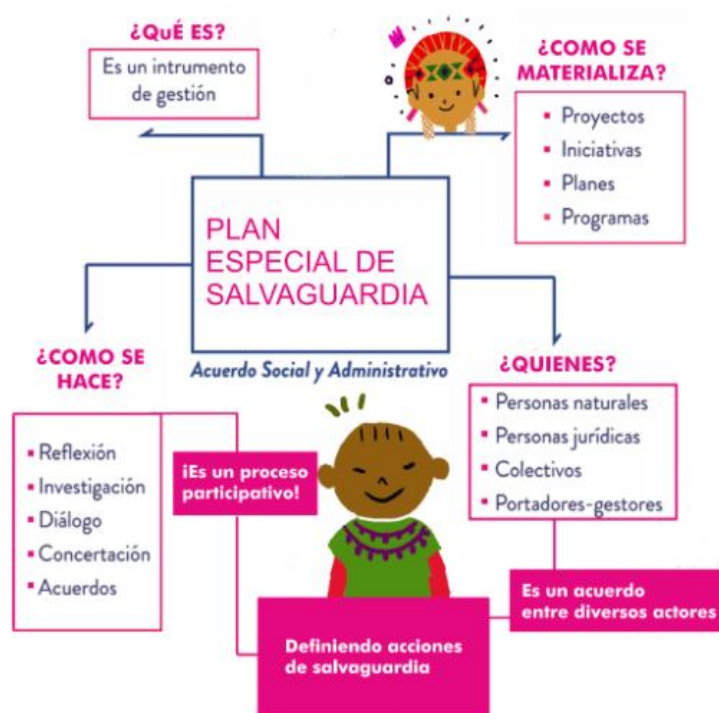 ¿QuÉ ES?
Es un intrumento
de gestión
¿COMO SE
MATERIALIZA?
▪ Proyectos
▪ Iniciativas
▪ Planes
▪ Programas
PLAN
ESPECIAL DE
SALVAGUARDIA
Acuerdo Social y Administrativo
¿COMO SE
HACE?
▪ Reflexión
▪ Investigación
▪ Diálogo
▪ Concertación
▪ Acuerdos
¡Es un proceso
participativo!
¿QUIENES?
▪ Personas naturales
▪ Personas jurídicas
▪ Colectivos
▪ Portadores-gestores
Es un acuerdo
entre diversos actores
Definiendo acciones
de salvaguardia